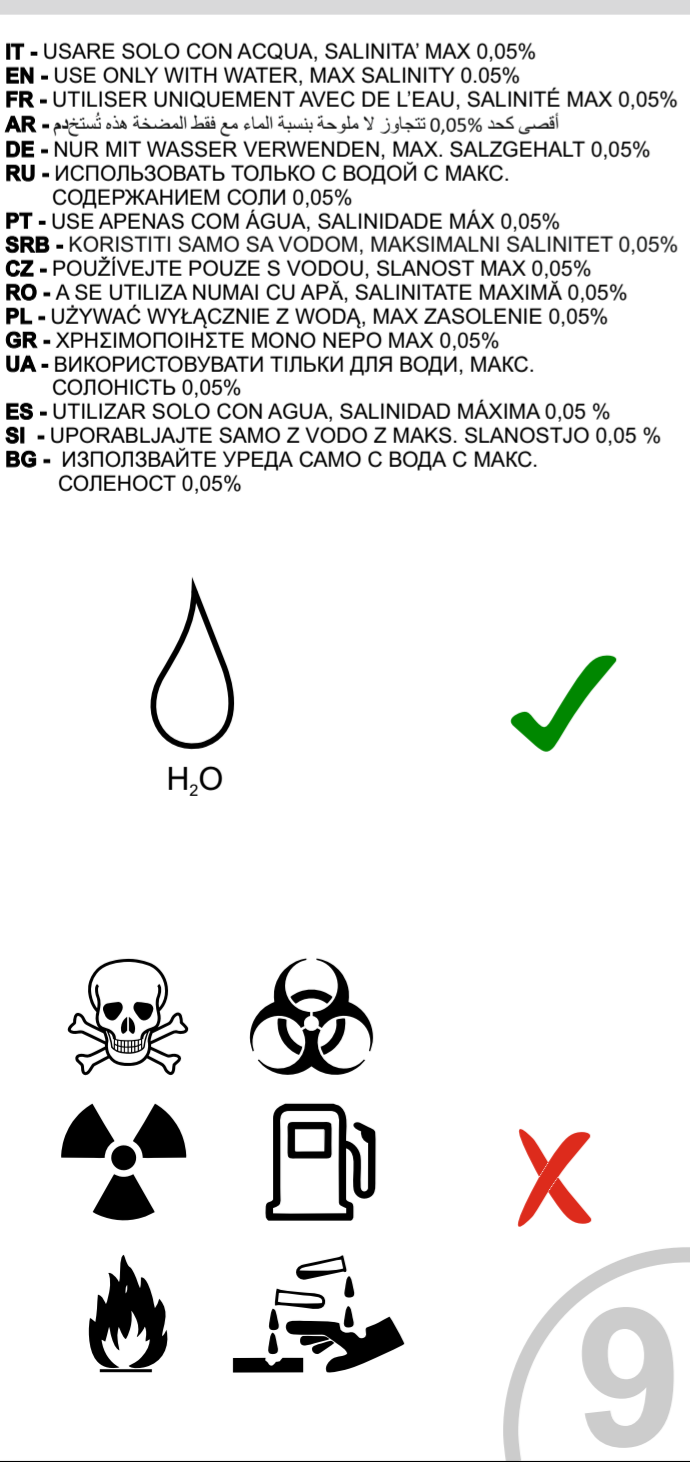 IT - USARE SOLO CON ACQUA, SALINITA’ MAX 0,05%
EN - USE ONLY WITH WATER, MAX SALINITY 0.05%
FR - UTILISER UNIQUEMENT AVEC DE L’EAU, SALINITÉ MAX 0,05%
AR - أقصى كحد 0,05% تتجاوز لا ملوحة بنسبة الماء مع فقط المضخة هذه تُستخدم
DE - NUR MIT WASSER VERWENDEN, MAX. SALZGEHALT 0,05%
RU - ИСПОЛЬЗОВАТЬ ТОЛЬКО С ВОДОЙ С МАКС.
СОДЕРЖАНИЕМ СОЛИ 0,05%
PT - USE APENAS COM ÁGUA, SALINIDADE MÁX 0,05%
SRB - KORISTITI SAMO SA VODOM, MAKSIMALNI SALINITET 0,05%
CZ - POUŽÍVEJTE POUZE S VODOU, SLANOST MAX 0,05%
RO - A SE UTILIZA NUMAI CU APĂ, SALINITATE MAXIMĂ 0,05%
PL - UŻYWAĆ WYŁĄCZNIE Z WODĄ, MAX ZASOLENIE 0,05%
GR - ΧΡΗΣΙΜΟΠΟΙΗΣΤΕ ΜΟΝΟ ΝΕΡΟ MAX 0,05%
UA - ВИКОРИСТОВУВАТИ ТІЛЬКИ ДЛЯ ВОДИ, МАКС.
СОЛОНІСТЬ 0,05%
ES - UTILIZAR SOLO CON AGUA, SALINIDAD MÁXIMA 0,05 %
SI - UPORABLJAJTE SAMO Z VODO Z MAKS. SLANOSTJO 0,05 %
BG - ИЗПОЛЗВАЙТЕ УРЕДА САМО С ВОДА С МАКС.
СОЛЕНОСТ 0,05%
H₂O
9